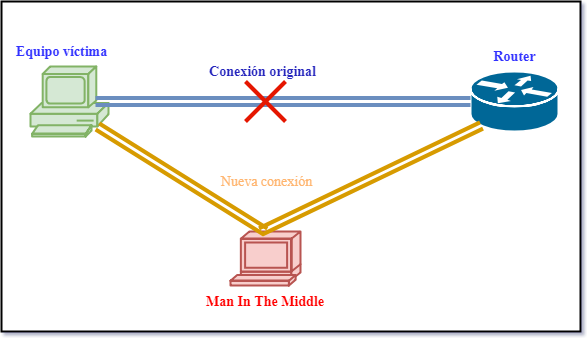 Equipo víctima
Router
Conexión original
Nueva conexión
Man In The Middle